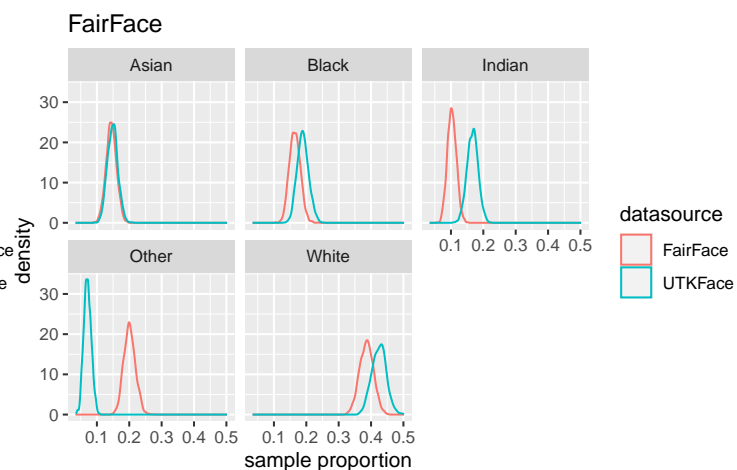 FairFace
Asian
Black
Indian
30
20
10
0
0.1 0.2 0.3 0.4 0.5
density
ce
e
Other
White
30
20
10
0
0.1 0.2 0.3 0.4 0.5
0.1 0.2 0.3 0.4 0.5
sample proportion
datasource
FairFace
UTKFace